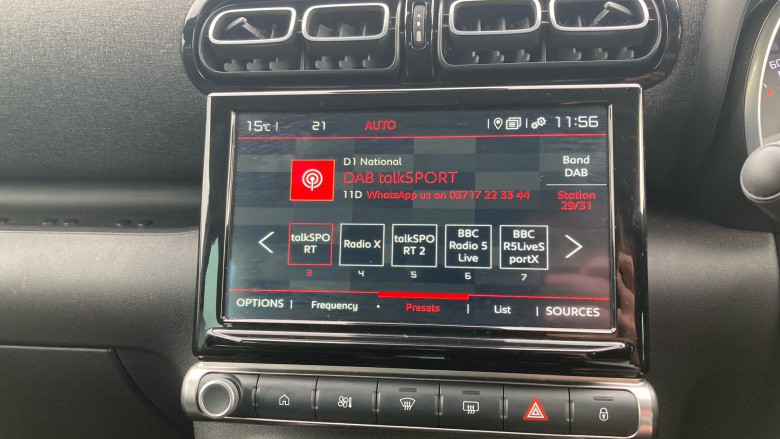 15°C | 21 AUTO 11:56
D1 National
DAB talkSPORT
11D WhatsApp us on 03717 22 33 44
Band
DAB
Station
29/31
talkSPO
RT
3
Radio X
4
talkSPO
RT 2
5
BBC
Radio 5
Live
6
BBC
R5LiveS
portX
7
OPTIONS | Frequency • Presets | List | SOURCES